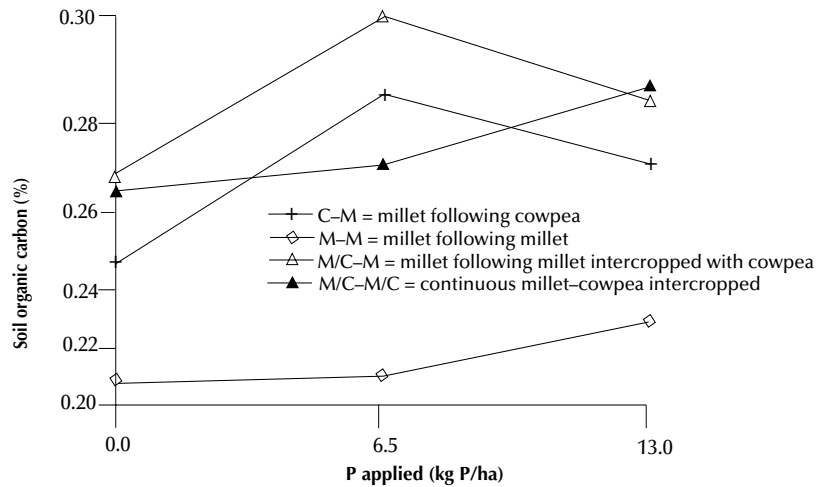 0.30
0.28
0.26
0.24
0.22
0.20
Soil organic carbon (%)
C–M = millet following cowpea
M–M = millet following millet
M/C–M = millet following millet intercropped with cowpea
M/C–M/C = continuous millet–cowpea intercropped
0.0 6.5 13.0
P applied (kg P/ha)